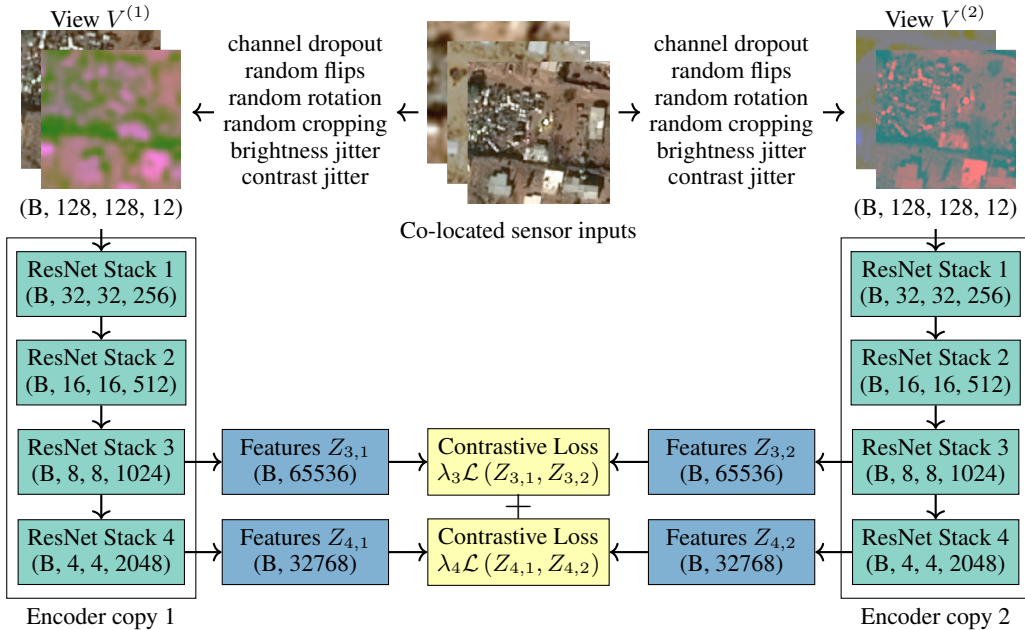 View V^{(1)}
channel dropout
random flips
random rotation
random cropping
brightness jitter
contrast jitter
channel dropout
random flips
random rotation
random cropping
brightness jitter
contrast jitter
View V^{(2)}
(B, 128, 128, 12)
Co-located sensor inputs
(B, 128, 128, 12)
ResNet Stack 1
(B, 32, 32, 256)
ResNet Stack 2
(B, 16, 16, 512)
ResNet Stack 3
(B, 8, 8, 1024)
ResNet Stack 4
(B, 4, 4, 2048)
Encoder copy 1
Features Z_{3,1}
(B, 65536)
Features Z_{4,1}
(B, 32768)
Contrastive Loss
λ_3 ℒ (Z_{3,1}, Z_{3,2})
+
Contrastive Loss
λ_4 ℒ (Z_{4,1}, Z_{4,2})
Features Z_{3,2}
(B, 65536)
Features Z_{4,2}
(B, 32768)
ResNet Stack 1
(B, 32, 32, 256)
ResNet Stack 2
(B, 16, 16, 512)
ResNet Stack 3
(B, 8, 8, 1024)
ResNet Stack 4
(B, 4, 4, 2048)
Encoder copy 2